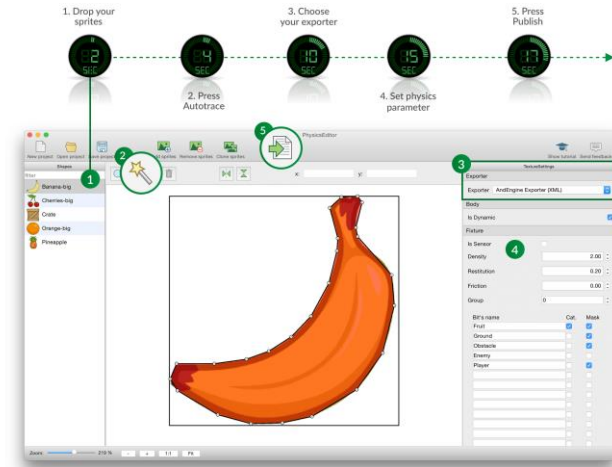 1. Drop your
sprites
3. Choose
your exporter
5. Press
Publish
2
SEC
4
SEC
10
SEC
15
SEC
17
SEC
2. Press
Autotrace
4. Set physics
parameter
PhysicsEditor
5
New project
Open project
Save project
Add sprites
Remove sprites
Clone sprites
Show tutorial
Send feedback
Shapes
2
x:
y:
3
Exporter
Exporter
AndEngine Exporter (XML)
1
Banana-big
Cherries-big
Crate
Orange-big
Pineapple
Body
Is Dynamic
Fixture
Is Sensor
4
Density
2.00
Restitution
0.20
Friction
0.00
Group
0
Bit's name
Cat.
Mask
Fruit
Ground
Obstacle
Enemy
Player
Zoom:
-
+
1:1
Fit